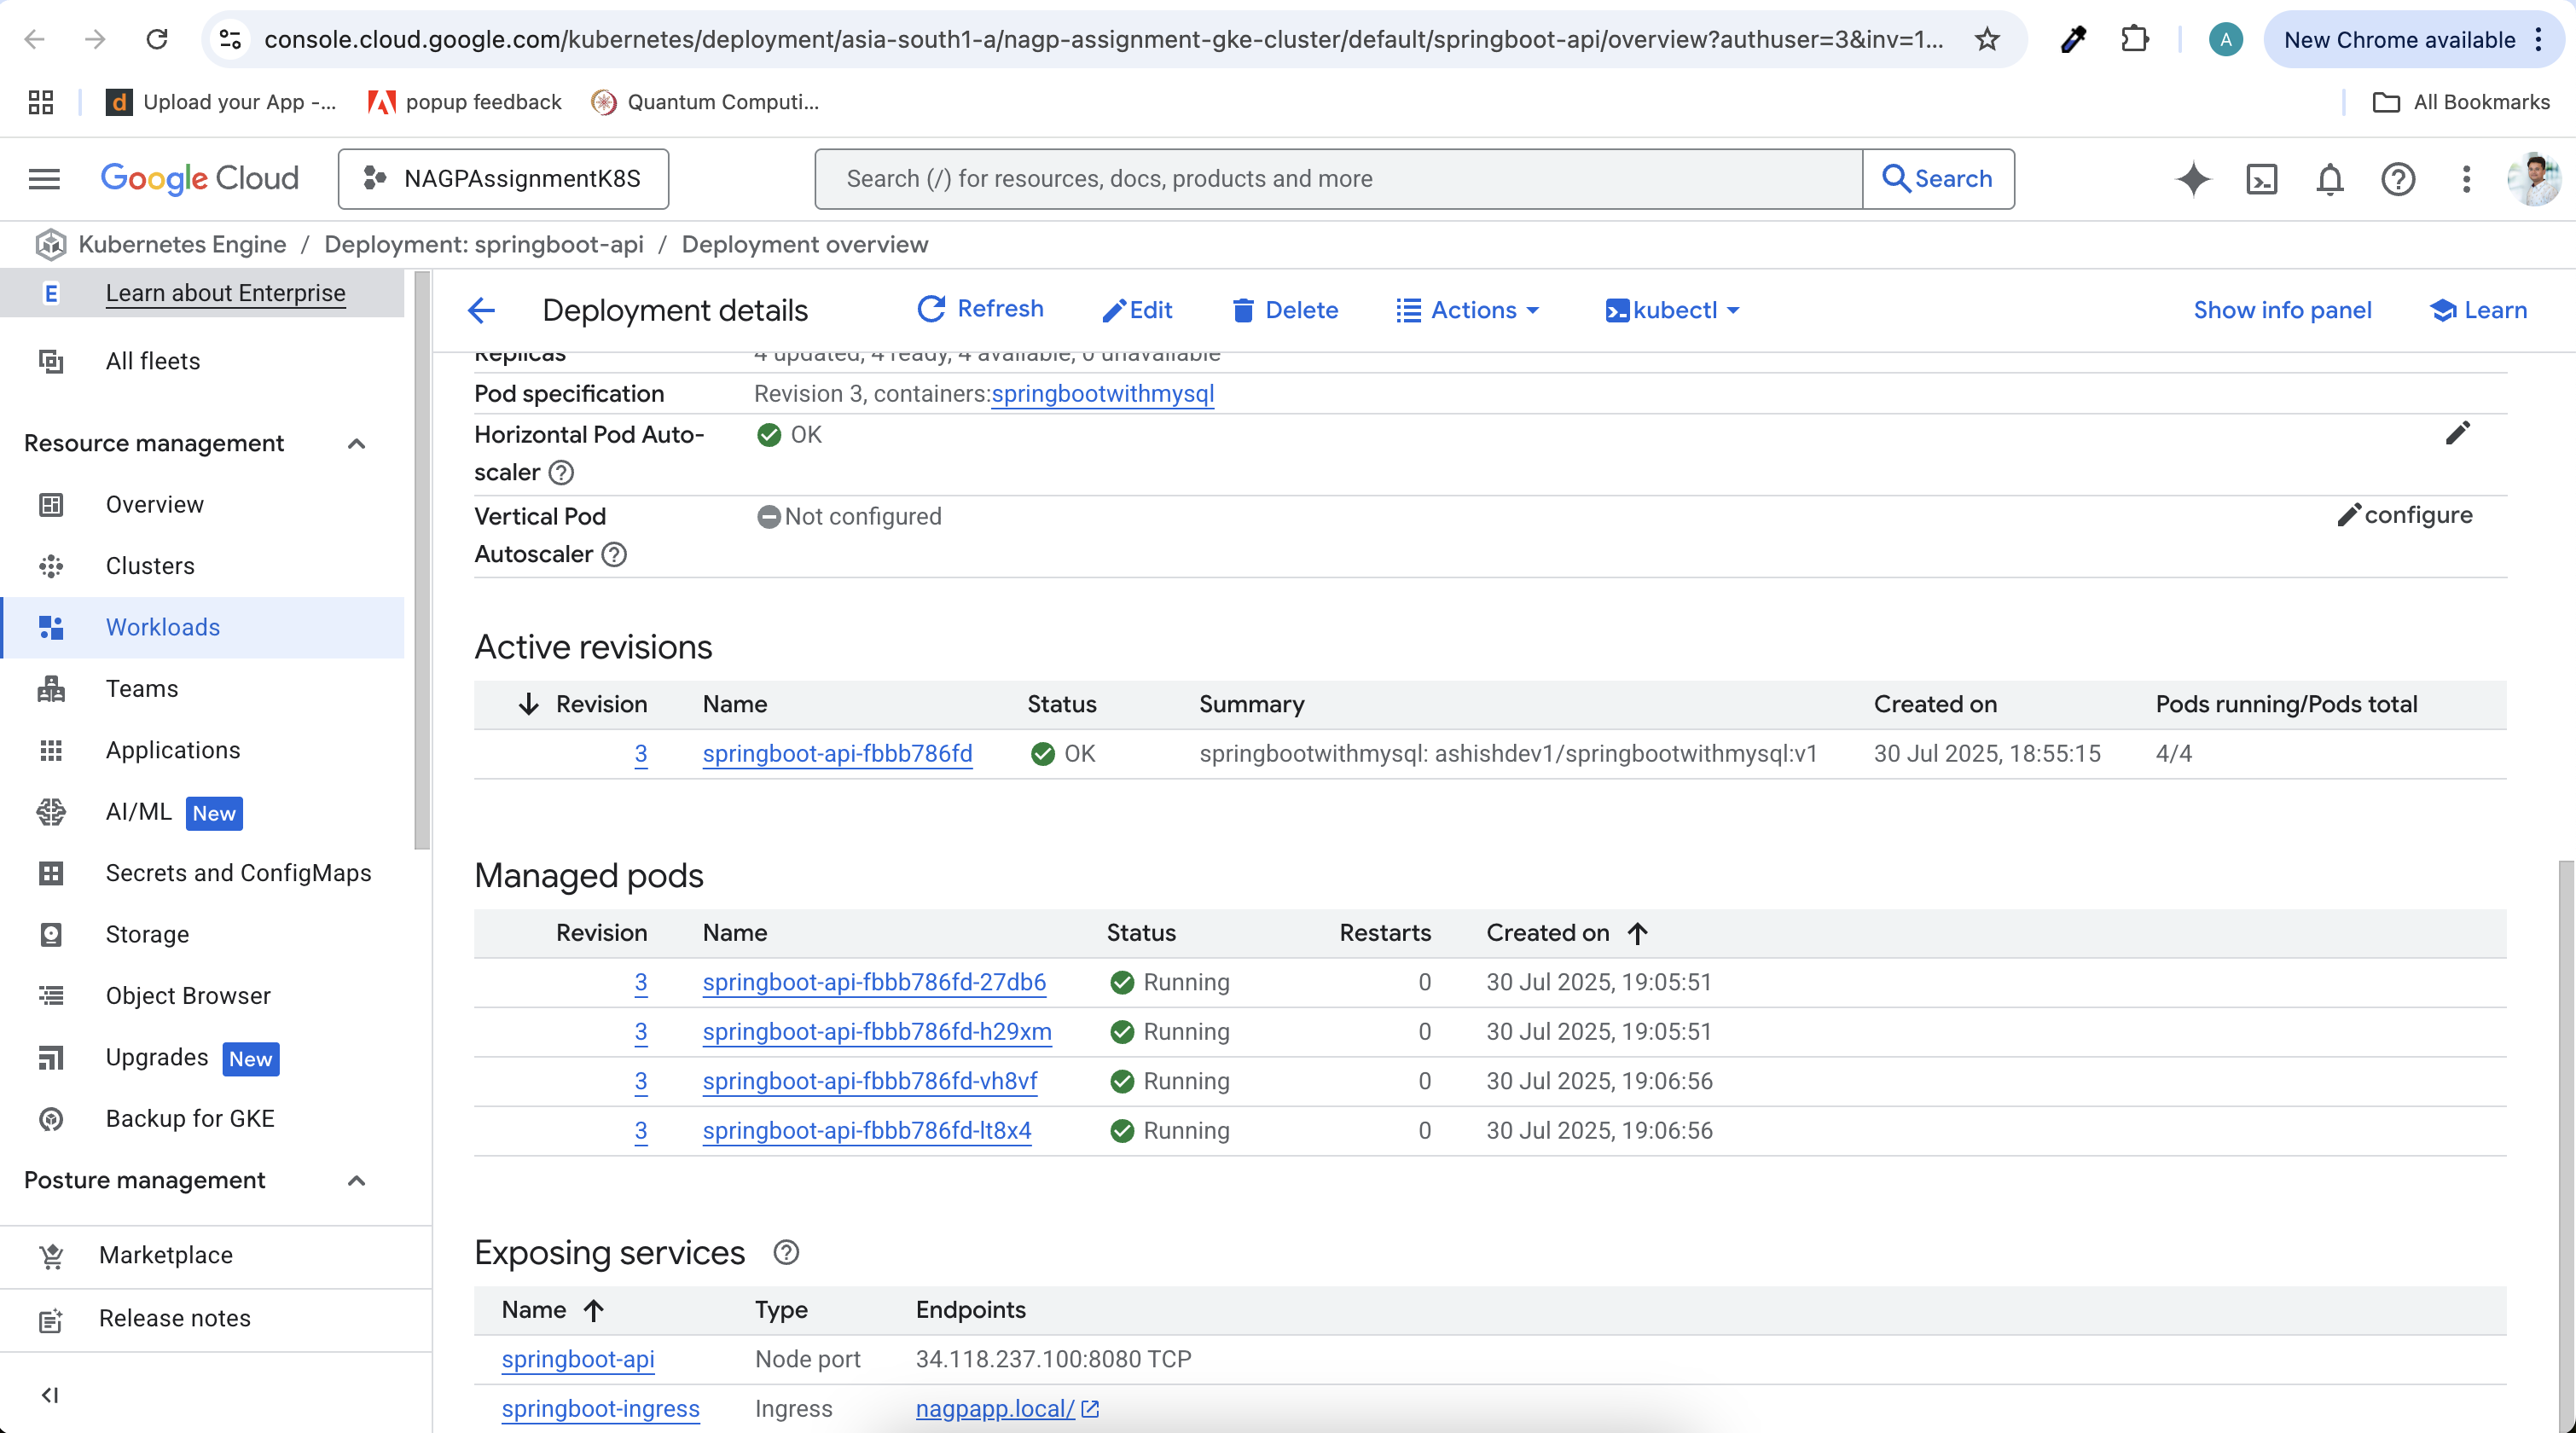 console.cloud.google.com/kubernetes/deployment/asia-south1-a/nagp-assignment-gke-cluster/default/springboot-api/overview?authuser=3&inv=1...
A
New Chrome available
Upload your App -...
popup feedback
Quantum Computi...
All Bookmarks
Google Cloud
NAGPAssignmentK8S
Search (/) for resources, docs, products and more
Search
Kubernetes Engine / Deployment: springboot-api / Deployment overview
E Learn about Enterprise
All fleets
Resource management
Overview
Clusters
Workloads
Teams
Applications
AI/ML New
Secrets and ConfigMaps
Storage
Object Browser
Upgrades New
Backup for GKE
Posture management
Marketplace
Release notes
Deployment details
Refresh
Edit
Delete
Actions
kubectl
Show info panel
Learn
Replicas 4 updated, 4 ready, 4 available, 0 unavailable
Pod specification Revision 3, containers:springbootwithmysql
Horizontal Pod Auto-
scaler
OK
Vertical Pod
Autoscaler
Not configured
configure
Active revisions
Revision Name Status Summary Created on Pods running/Pods total
3 springboot-api-fbbb786fd OK springbootwithmysql: ashishdev1/springbootwithmysql:v1 30 Jul 2025, 18:55:15 4/4
Managed pods
Revision Name Status Restarts Created on
3 springboot-api-fbbb786fd-27db6 Running 0 30 Jul 2025, 19:05:51
3 springboot-api-fbbb786fd-h29xm Running 0 30 Jul 2025, 19:05:51
3 springboot-api-fbbb786fd-vh8vf Running 0 30 Jul 2025, 19:06:56
3 springboot-api-fbbb786fd-lt8x4 Running 0 30 Jul 2025, 19:06:56
Exposing services
Name Type Endpoints
springboot-api Node port 34.118.237.100:8080 TCP
springboot-ingress Ingress nagpapp.local/